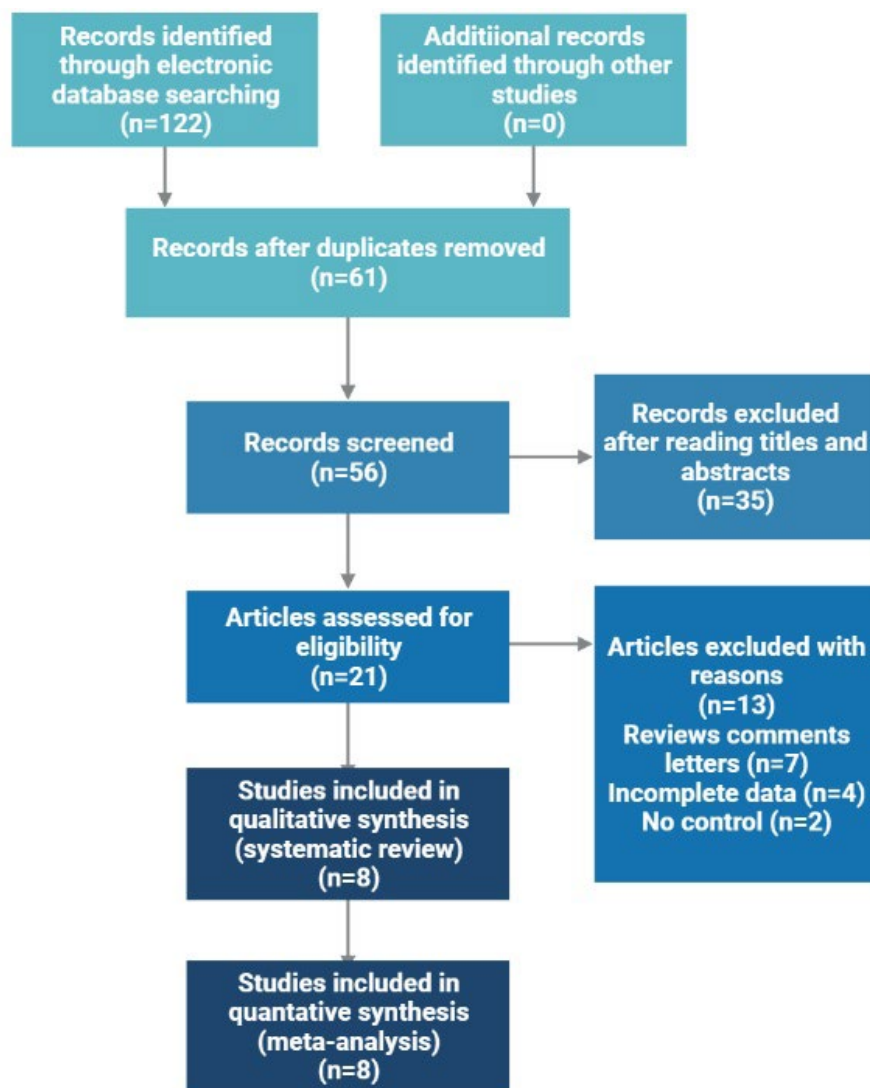 Records identified
through electronic
database searching
(n=122)
Additiional records
identified through other
studies
(n=0)
Records after duplicates removed
(n=61)
Records screened
(n=56)
Records excluded
after reading titles and
abstracts
(n=35)
Articles assessed for
eligibility
(n=21)
Articles excluded with
reasons
(n=13)
Reviews comments
letters (n=7)
Incomplete data (n=4)
No control (n=2)
Studies included in
qualitative synthesis
(systematic review)
(n=8)
Studies included in
quantative synthesis
(meta-analysis)
(n=8)